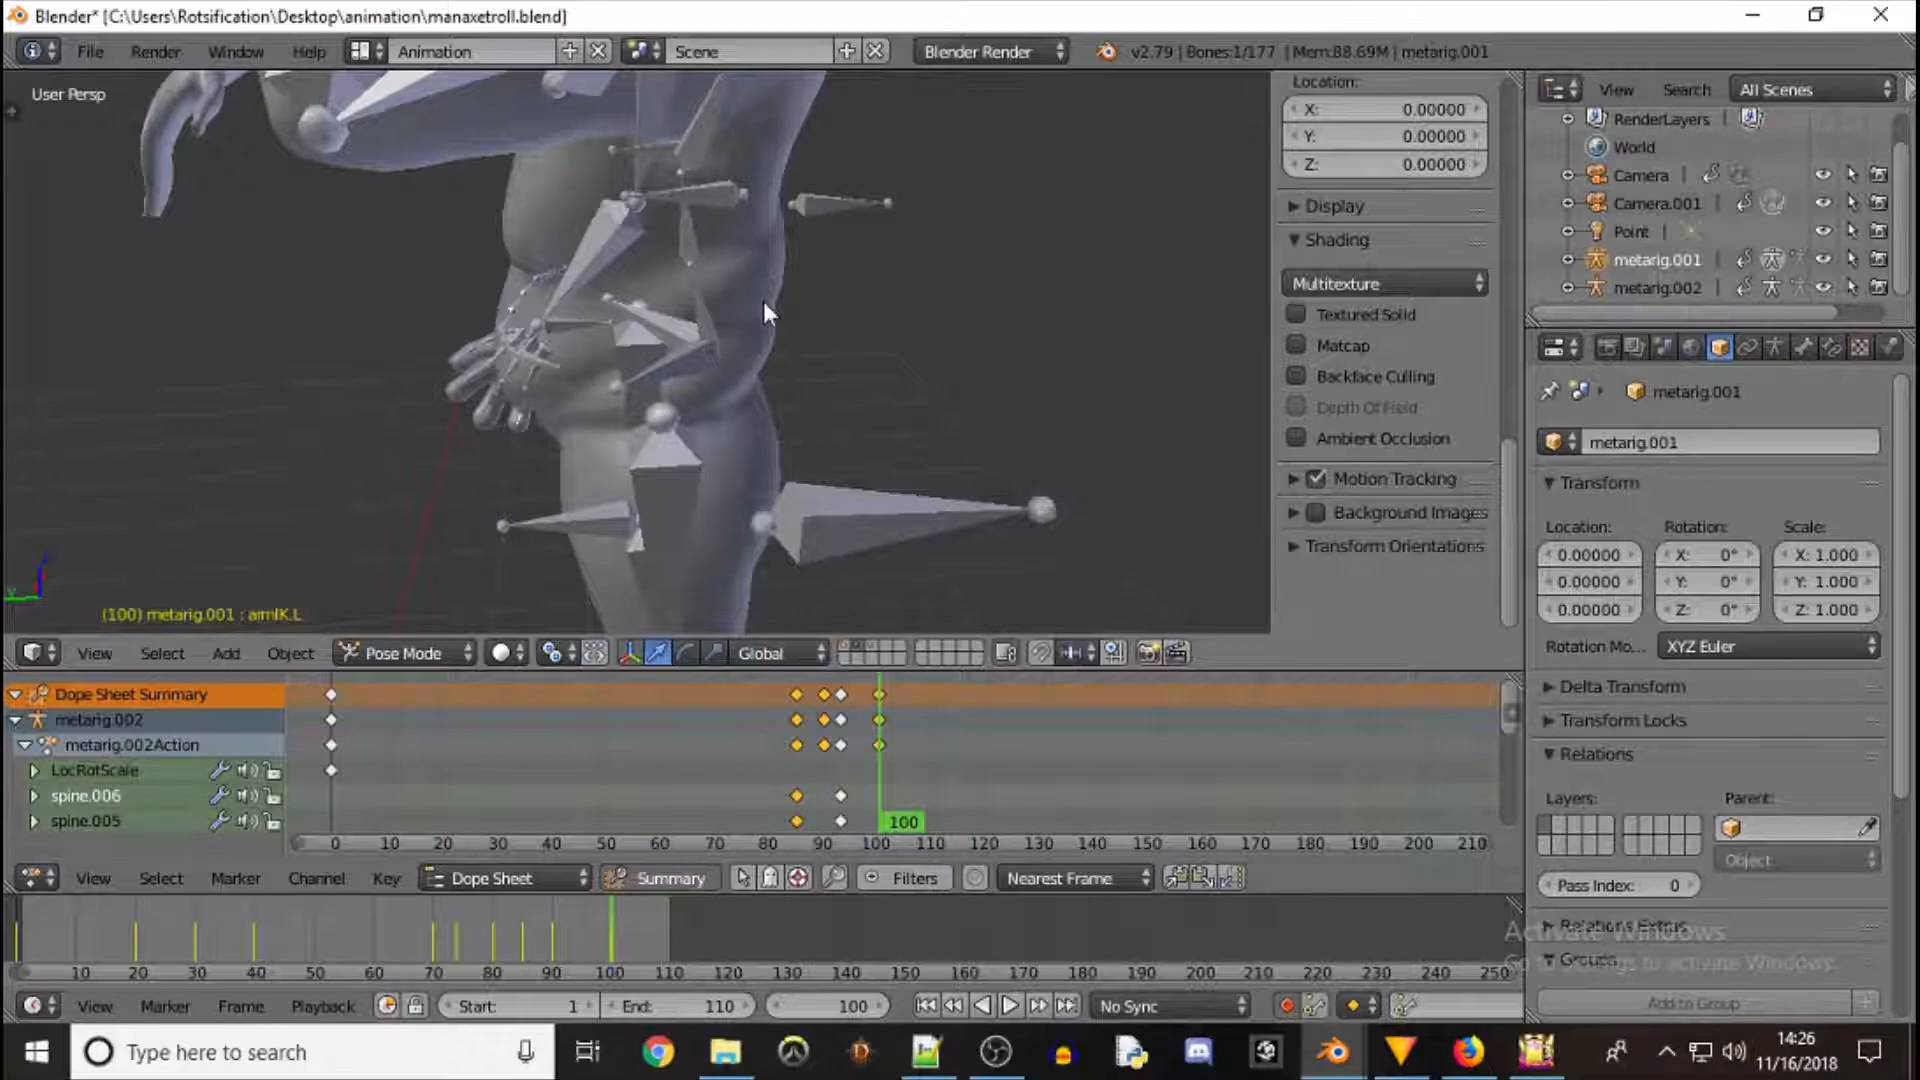 Blender* [C:\Users\Rotsification\Desktop\animation\manaxetroll.blend]
File Render Window Help Animation Scene Blender Render v2.79 | Bones:1/177 | Mem:88.69M | metarig.001
User Persp
(100) metarig.001 : armIK.L
Location:
X: 0.00000
Y: 0.00000
Z: 0.00000
Display
Shading
Multitexture
Textured Solid
Matcap
Backface Culling
Depth Of Field
Ambient Occlusion
Motion Tracking
Background Images
Transform Orientations
View Search All Scenes
RenderLayers
World
Camera
Camera.001
Point
metarig.001
metarig.002
metarig.001
metarig.001
Transform
Location: Rotation: Scale:
0.00000 X: 0° X: 1.000
0.00000 Y: 0° Y: 1.000
0.00000 Z: 0° Z: 1.000
Rotation Mo... XYZ Euler
Delta Transform
Transform Locks
Relations
Layers: Parent:
Object
Pass Index: 0
Relations Extras
Groups
Add to Group
Activate Windows
Go to Settings to activate Windows.
View Select Add Object Pose Mode Global
Dope Sheet Summary
metarig.002
metarig.002Action
LocRotScale
spine.006
spine.005
100
0 10 20 30 40 50 60 70 80 90 100 110 120 130 140 150 160 170 180 190 200 210
View Select Marker Channel Key Dope Sheet Summary Filters Nearest Frame
10 20 30 40 50 60 70 80 90 100 110 120 130 140 150 160 170 180 190 200 210 220 230 240 250
View Marker Frame Playback Start: 1 End: 110 100 No Sync
Type here to search
14:26
11/16/2018